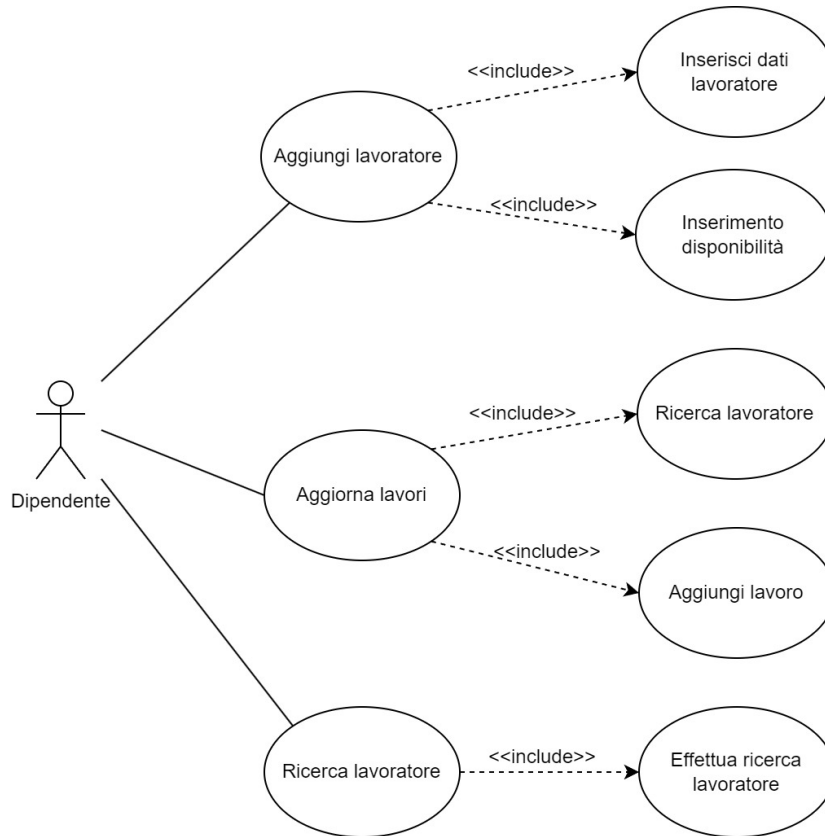 <<include>>
Inserisci dati
lavoratore
Aggiungi lavoratore
<<include>>
Inserimento
disponibilità
<<include>>
Ricerca lavoratore
Dipendente
Aggiorna lavori
<<include>>
Aggiungi lavoro
Ricerca lavoratore
<<include>>
Effettua ricerca
lavoratore